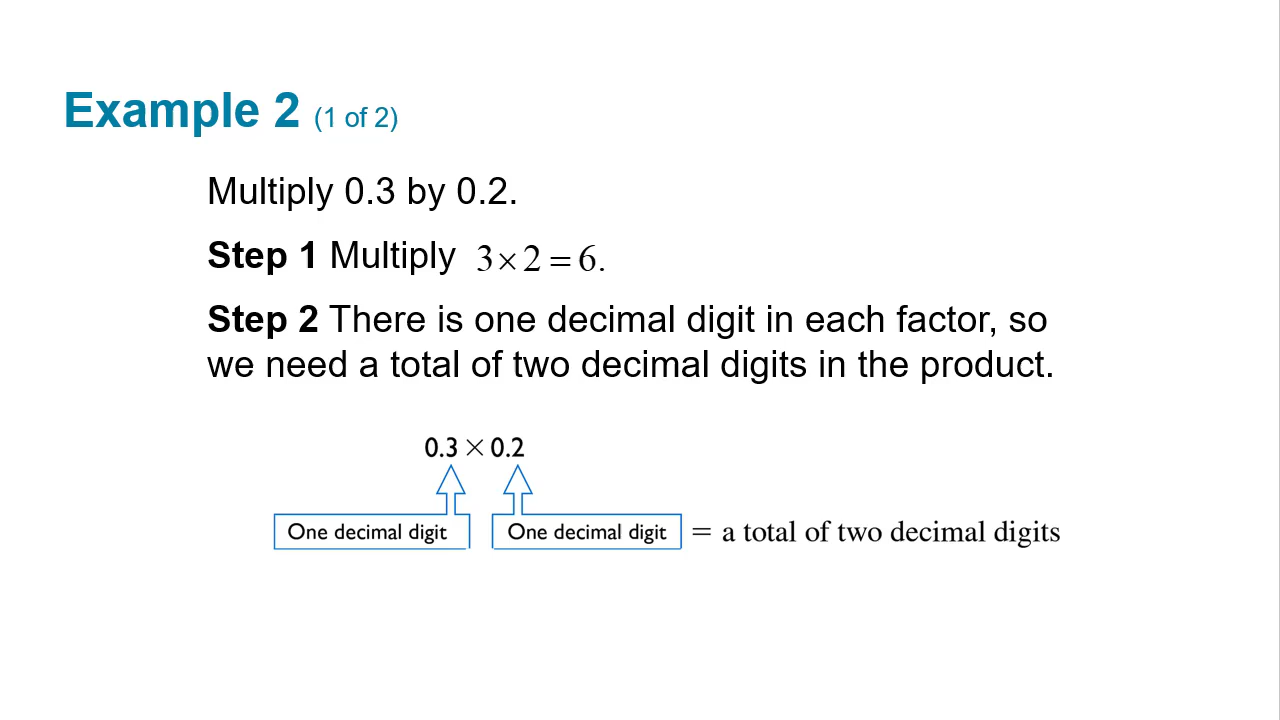 Example 2 (1 of 2)
Multiply 0.3 by 0.2.
Step 1 Multiply 3×2=6.
Step 2 There is one decimal digit in each factor, so
we need a total of two decimal digits in the product.
0.3 × 0.2
One decimal digit One decimal digit = a total of two decimal digits